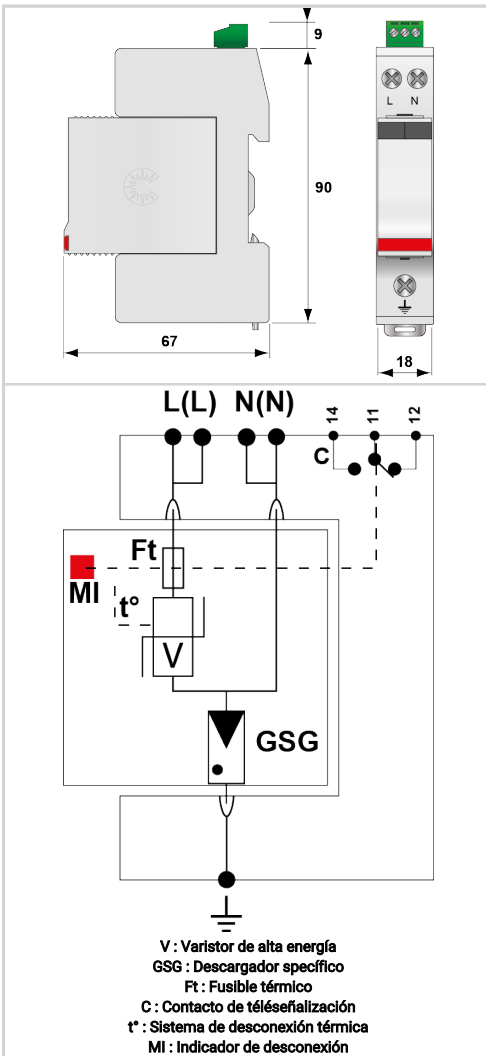 9
L N
90
67
18
L(L) N(N) 14 11 12
C
Ft
MI
t°
V
GSG
V : Varistor de alta energía
GSG : Descargador específico
Ft : Fusible térmico
C : Contacto de téléseñalización
t° : Sistema de desconexión térmica
MI : Indicador de desconexión